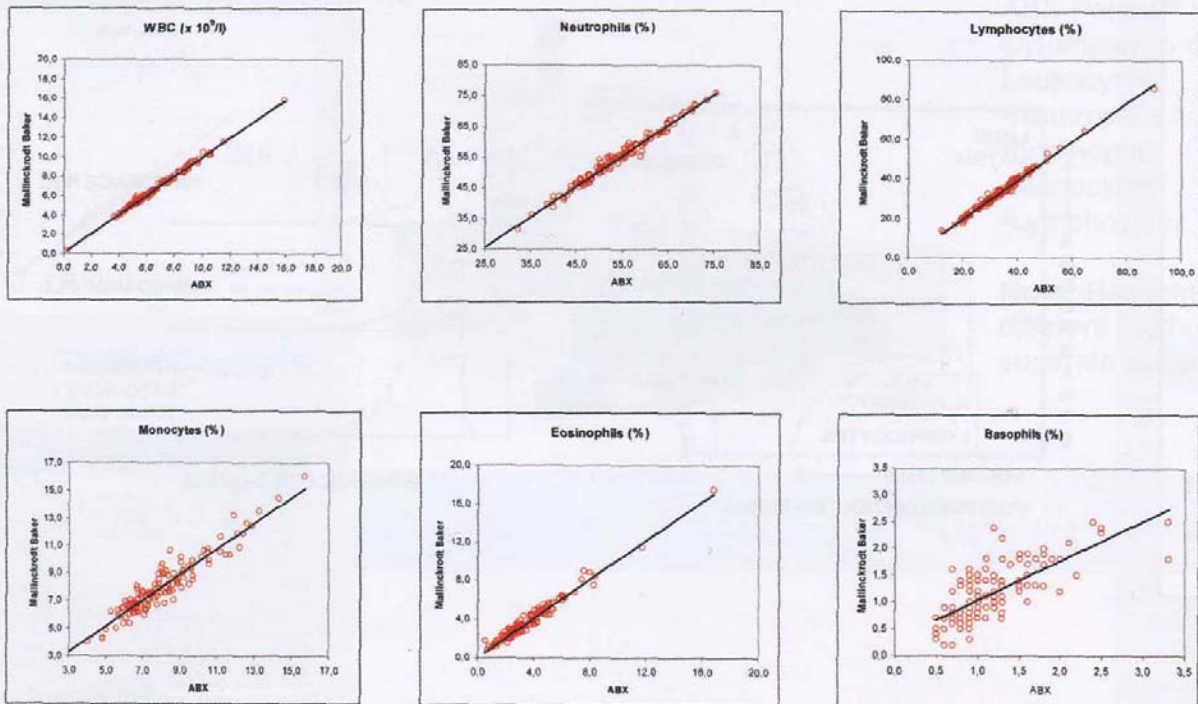 WBC (x 10⁹/l)
Mallinckrodt Baker
20,0
18,0
16,0
14,0
12,0
10,0
8,0
6,0
4,0
2,0
0,0
0,0 2,0 4,0 6,0 8,0 10,0 12,0 14,0 16,0 18,0 20,0
ABX
Neutrophils (%)
Mallinckrodt Baker
85,0
75,0
65,0
55,0
45,0
35,0
25,0
25,0 35,0 45,0 55,0 65,0 75,0 85,0
ABX
Lymphocytes (%)
Mallinckrodt Baker
100.0
80.0
60.0
40.0
20.0
0.0
0,0 20,0 40,0 60,0 80,0 100,0
ABX
Monocytes (%)
Mallinckrodt Baker
17,0
15,0
13,0
11,0
9,0
7,0
5,0
3,0
3,0 5,0 7,0 9,0 11,0 13,0 15,0 17,0
ABX
Eosinophils (%)
Mallinckrodt Baker
20,0
16,0
12,0
8,0
4,0
0,0
0,0 2,0 4,0 6,0 8,0 10,0 12,0 14,0 16,0 18,0 20,0
ABX
Basophils (%)
Mallinckrodt Baker
3,5
3,0
2,5
2,0
1,5
1,0
0,5
0,0
0,0 0,5 1,0 1,5 2,0 2,5 3,0 3,5
ABX